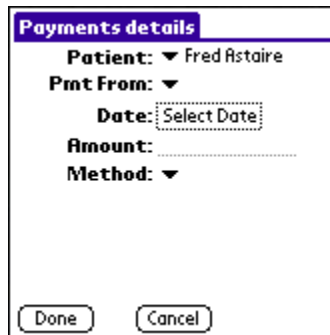 Payments details
Patient: Fred Astaire
Pmt From:
Date: Select Date
Amount:
Method:
Done Cancel